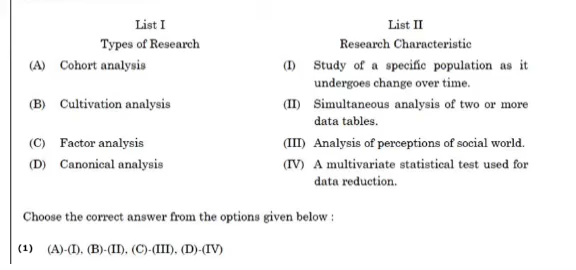 List I List II
Types of Research Research Characteristic
(A) Cohort analysis (I) Study of a specific population as it
undergoes change over time.
(B) Cultivation analysis (II) Simultaneous analysis of two or more
data tables.
(C) Factor analysis (III) Analysis of perceptions of social world.
(D) Canonical analysis (IV) A multivariate statistical test used for
data reduction.
Choose the correct answer from the options given below :
(1) (A)-(I), (B)-(II), (C)-(III), (D)-(IV)